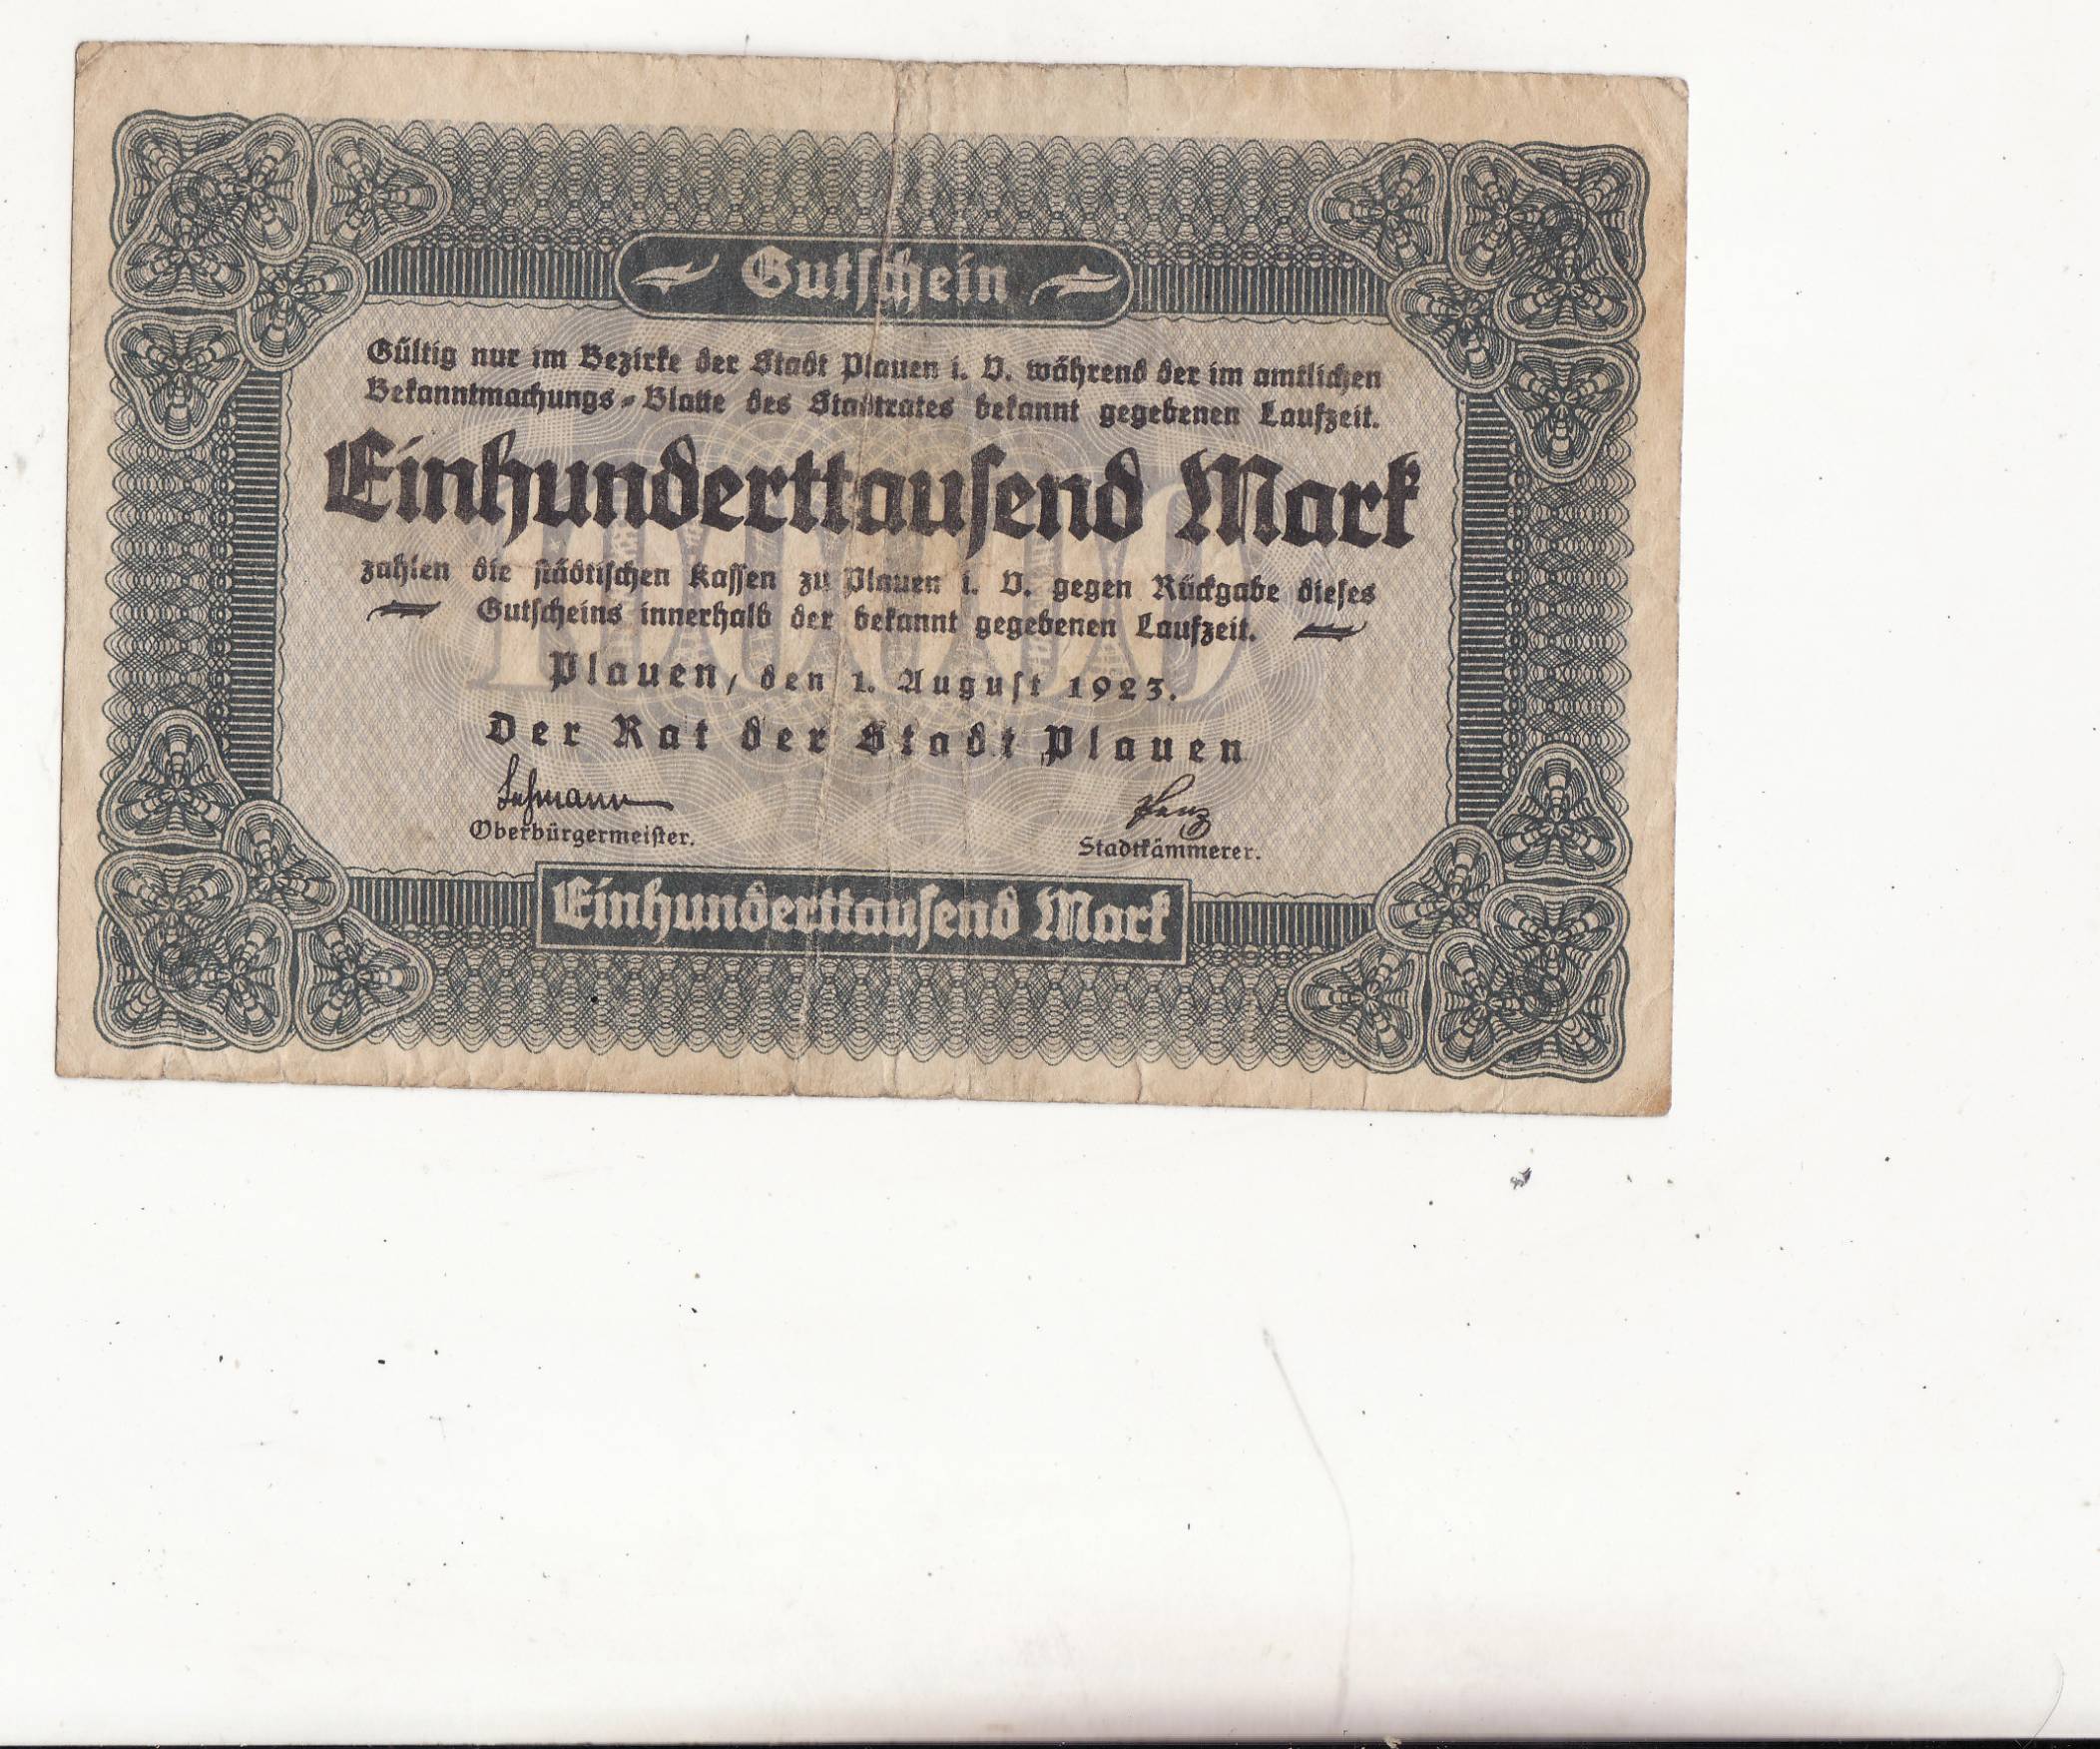 Gutschein
Gültig nur im Bezirke der Stadt Plauen i. V. während der im amtlichen
Bekanntmachungs-Blatte des Stadtrates bekannt gegebenen Laufzeit.
Einhunderttausend Mark
zahlen die städtischen Kassen zu Plauen i. V. gegen Rückgabe dieses
Gutscheins innerhalb der bekannt gegebenen Laufzeit.
Plauen, den 1. August 1923.
Der Rat der Stadt Plauen
Lehmann
Oberbürgermeister.
Stadtkämmerer.
Einhunderttausend Mark